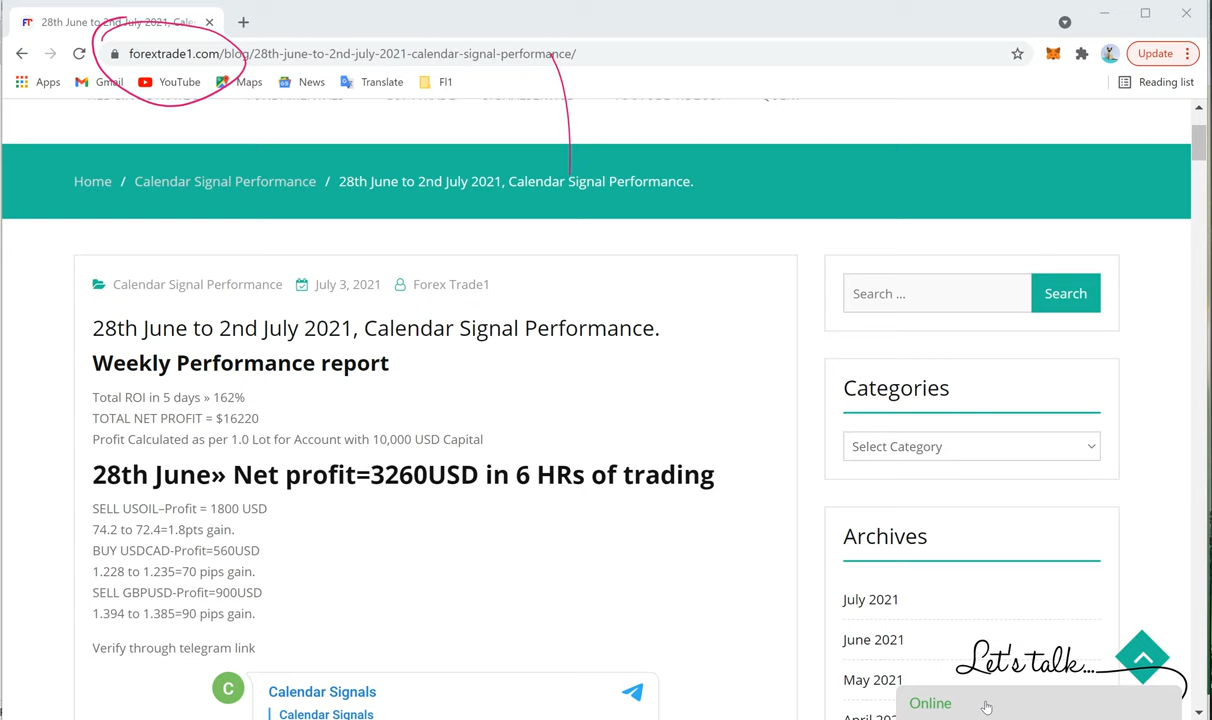 28th June to 2nd July 2021, Cale
forextrade1.com/blog/28th-june-to-2nd-july-2021-calendar-signal-performance/
Update
Apps Gmail YouTube Maps News Translate Fl1
Reading list
Home / Calendar Signal Performance / 28th June to 2nd July 2021, Calendar Signal Performance.
Calendar Signal Performance July 3, 2021 Forex Trade1
28th June to 2nd July 2021, Calendar Signal Performance.
Weekly Performance report
Total ROI in 5 days » 162%
TOTAL NET PROFIT = $16220
Profit Calculated as per 1.0 Lot for Account with 10,000 USD Capital
28th June» Net profit=3260USD in 6 HRs of trading
SELL USOIL–Profit = 1800 USD
74.2 to 72.4=1.8pts gain.
BUY USDCAD-Profit=560USD
1.228 to 1.235=70 pips gain.
SELL GBPUSD-Profit=900USD
1.394 to 1.385=90 pips gain.
Verify through telegram link
C
Calendar Signals
Calendar Signals
Search ...
Search
Categories
Select Category
Archives
July 2021
June 2021
May 2021
Let's talk...
Online